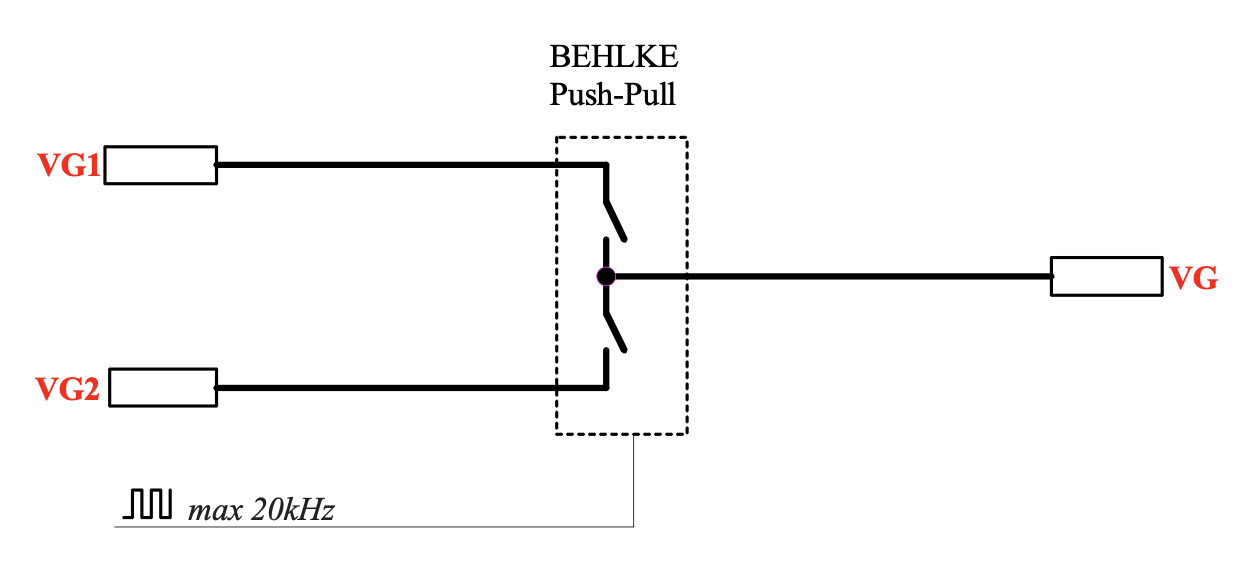 BEHLKE
Push-Pull
VG1
VG
VG2
max 20kHz